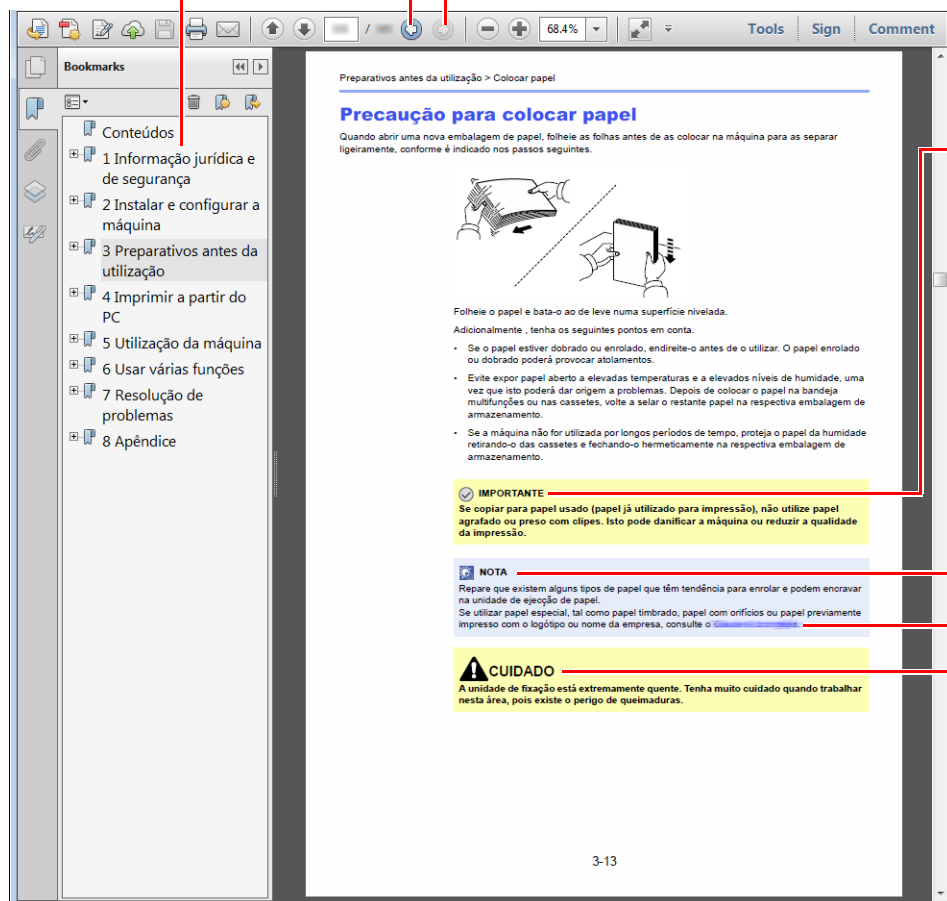 /
68.4%
Tools
Sign
Comment
Bookmarks
Conteúdos
1 Informação jurídica e
de segurança
2 Instalar e configurar a
máquina
3 Preparativos antes da
utilização
4 Imprimir a partir do
PC
5 Utilização da máquina
6 Usar várias funções
7 Resolução de
problemas
8 Apêndice
Preparativos antes da utilização > Colocar papel
Precaução para colocar papel
Quando abrir uma nova embalagem de papel, folheie as folhas antes de as colocar na máquina para as separar
ligeiramente, conforme é indicado nos passos seguintes.
Folheie o papel e bata-o ao de leve numa superfície nivelada.
Adicionalmente , tenha os seguintes pontos em conta.
• Se o papel estiver dobrado ou enrolado, endireite-o antes de o utilizar. O papel enrolado
ou dobrado poderá provocar atolamentos.
• Evite expor papel aberto a elevadas temperaturas e a elevados níveis de humidade, uma
vez que isto poderá dar origem a problemas. Depois de colocar o papel na bandeja
multifunções ou nas cassetes, volte a selar o restante papel na respectiva embalagem de
armazenamento.
• Se a máquina não for utilizada por longos períodos de tempo, proteja o papel da humidade
retirando-o das cassetes e fechando-o hermeticamente na respectiva embalagem de
armazenamento.
IMPORTANTE
Se copiar para papel usado (papel já utilizado para impressão), não utilize papel
agrafado ou preso com clipes. Isto pode danificar a máquina ou reduzir a qualidade
da impressão.
NOTA
Repare que existem alguns tipos de papel que têm tendência para enrolar e podem encravar
na unidade de ejecção de papel.
Se utilizar papel especial, tal como papel timbrado, papel com orifícios ou papel previamente
impresso com o logótipo ou nome da empresa, consulte o
CUIDADO
A unidade de fixação está extremamente quente. Tenha muito cuidado quando trabalhar
nesta área, pois existe o perigo de queimaduras.
3-13